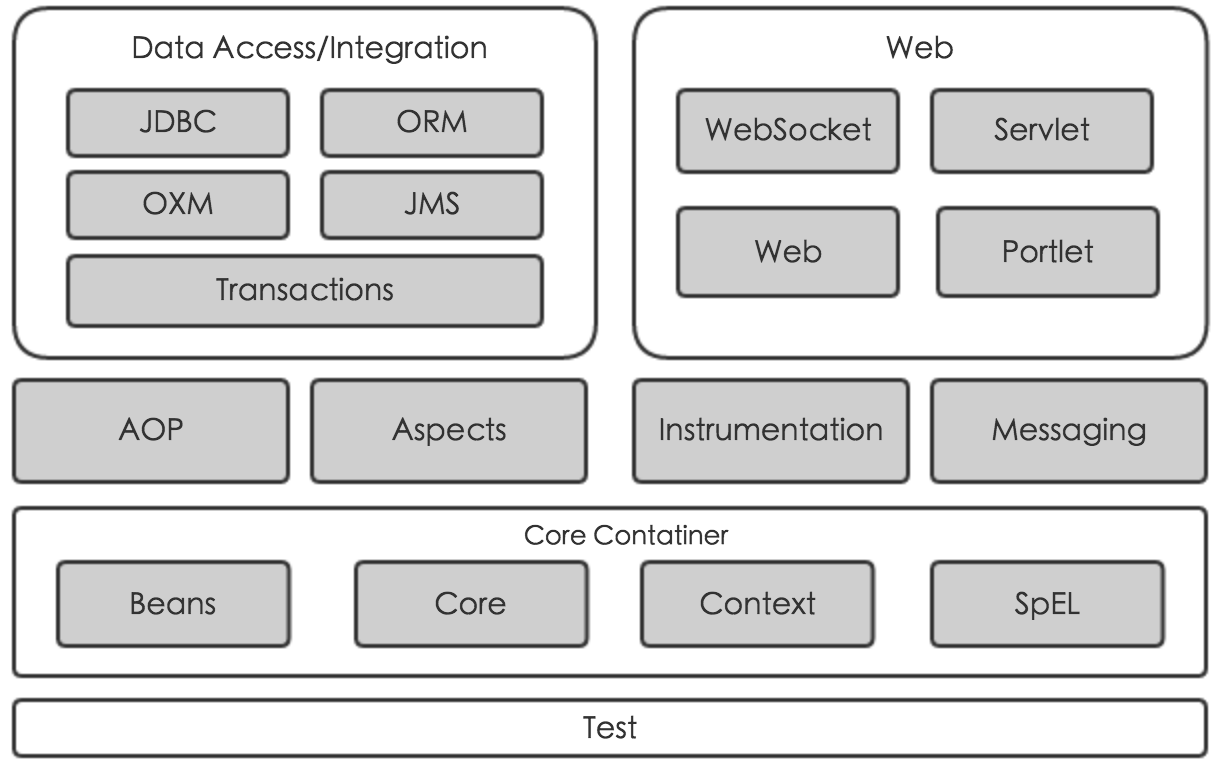 Data Access/Integration
JDBC
ORM
OXM
JMS
Transactions
Web
WebSocket
Servlet
Web
Portlet
AOP
Aspects
Instrumentation
Messaging
Core Contatiner
Beans
Core
Context
SpEL
Test